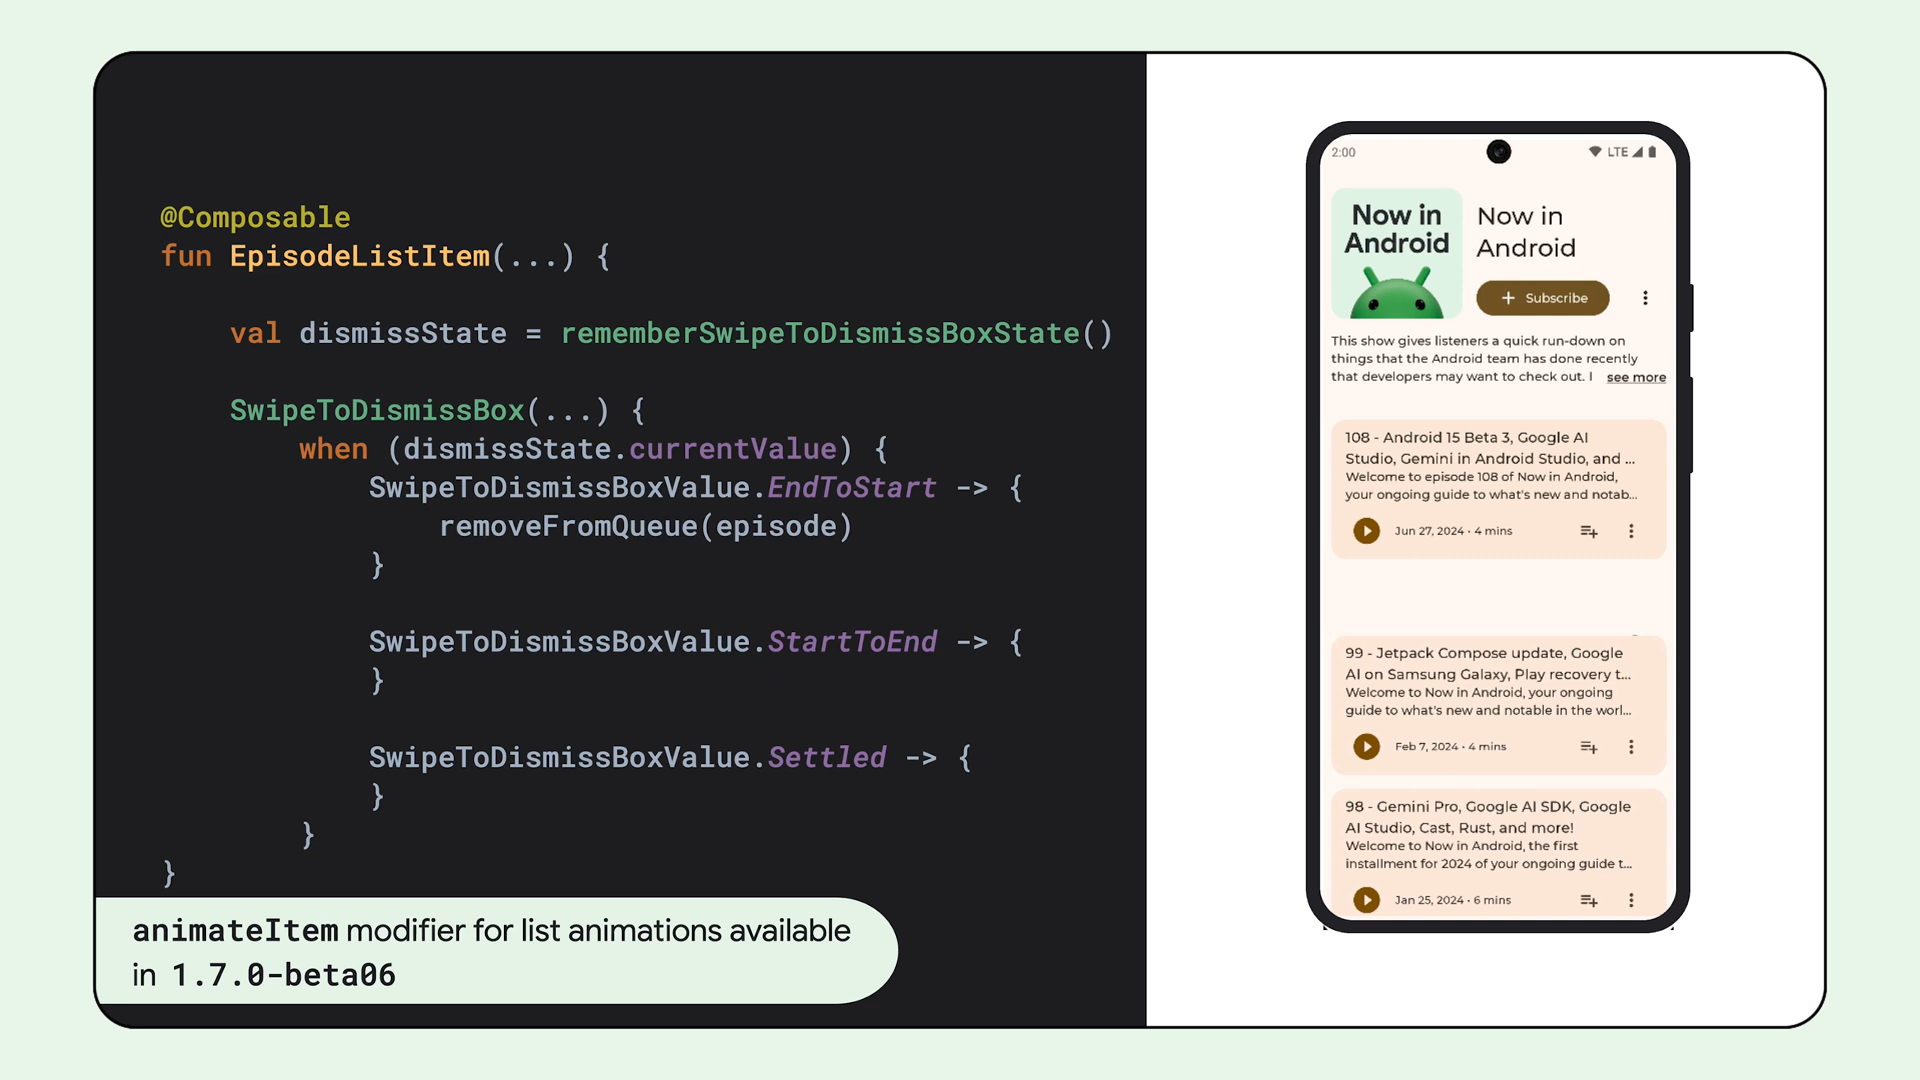 @Composable
fun EpisodeListItem(...) {
val dismissState = rememberSwipeToDismissBoxState()
SwipeToDismissBox(...) {
when (dismissState.currentValue) {
SwipeToDismissBoxValue.EndToStart -> {
removeFromQueue(episode)
}
SwipeToDismissBoxValue.StartToEnd -> {
}
SwipeToDismissBoxValue.Settled -> {
}
}
}
animateItem modifier for list animations available
in 1.7.0-beta06
2:00
LTE
Now in
Android
Now in
Android
+ Subscribe
This show gives listeners a quick run-down on
things that the Android team has done recently
that developers may want to check out. I see more
108 - Android 15 Beta 3, Google AI
Studio, Gemini in Android Studio, and ...
Welcome to episode 108 of Now in Android,
your ongoing guide to what's new and notab...
Jun 27, 2024 • 4 mins
99 - Jetpack Compose update, Google
AI on Samsung Galaxy, Play recovery t...
Welcome to Now in Android, your ongoing
guide to what's new and notable in the worl...
Feb 7, 2024 • 4 mins
98 - Gemini Pro, Google AI SDK, Google
AI Studio, Cast, Rust, and more!
Welcome to Now in Android, the first
installment for 2024 of your ongoing guide t...
Jan 25, 2024 • 6 mins